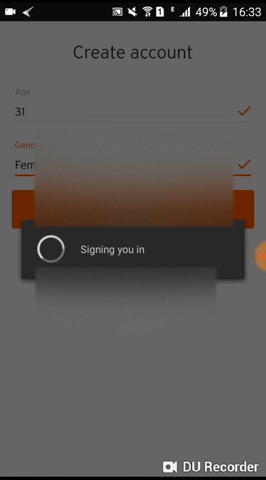 49% 16:33
Create account
Age
31
Signing you in
DU Recorder